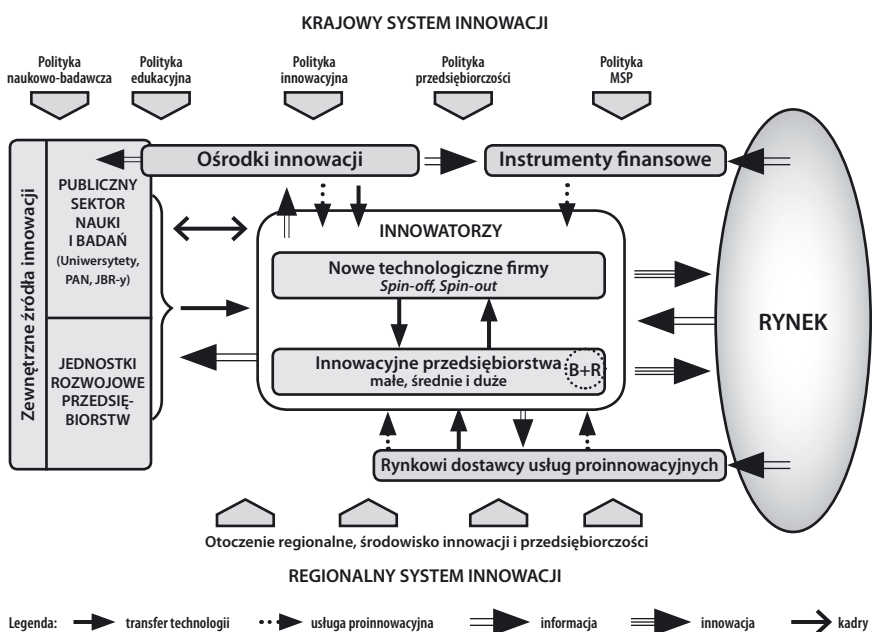 KRAJOWY SYSTEM INNOWACJI
Polityka
naukowo-badawcza
Polityka
edukacyjna
Polityka
innowacyjna
Polityka
przedsiębiorczości
Polityka
MSP
Ośrodki innowacji
Instrumenty finansowe
Zewnętrzne źródła innowacji
PUBLICZNY
SEKTOR
NAUKI
I BADAŃ
(Uniwersytety,
PAN, JBR-y)
JEDNOSTKI
ROZWOJOWE
PRZEDSIĘ-
BIORSTW
INNOWATORZY
Nowe technologiczne firmy
Spin-off, Spin-out
Innowacyjne przedsiębiorstwa
małe, średnie i duże
B+R
RYNEK
Rynkowi dostawcy usług proinnowacyjnych
Otoczenie regionalne, środowisko innowacji i przedsiębiorczości
REGIONALNY SYSTEM INNOWACJI
Legenda: transfer technologii usługa proinnowacyjna informacja innowacja kadry